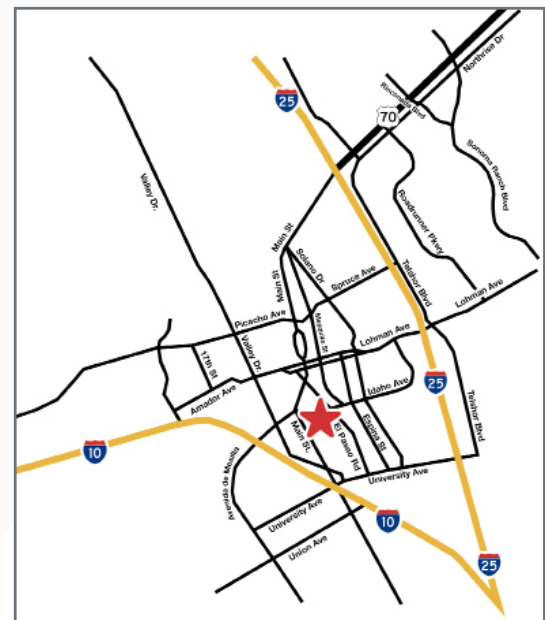 Northrise Dr
25
Rinconada Blvd
70
Sonoma Ranch Blvd
Valley Dr.
Roadrunner Pkwy
Main St
Solano Dr
Telshor Blvd
Spruce Ave
Main St
Lohman Ave
Picacho Ave
Mesquite St
Lohman Ave
Valley Dr.
17th St
25
Idaho Ave
Amador Ave
Telshor Blvd
Main St.
El Paseo Rd
Espina St
10
Avenida de Mesilla
University Ave
University Ave
10
Union Ave
25